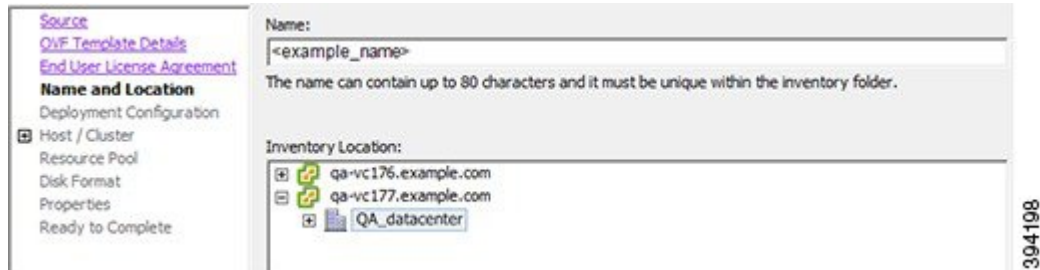 Source
OVF Template Details
End User License Agreement
Name and Location
Deployment Configuration
Host / Cluster
Resource Pool
Disk Format
Properties
Ready to Complete
Name:
<example_name>
The name can contain up to 80 characters and it must be unique within the inventory folder.
Inventory Location:
qa-vc176.example.com
qa-vc177.example.com
QA_datacenter
394198